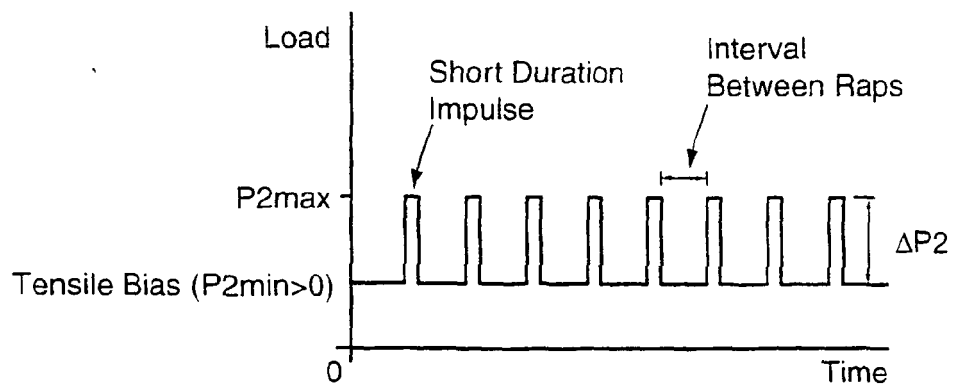 Load
Short Duration
Impulse
Interval
Between Raps
P2max
ΔP2
Tensile Bias (P2min>0)
0
Time